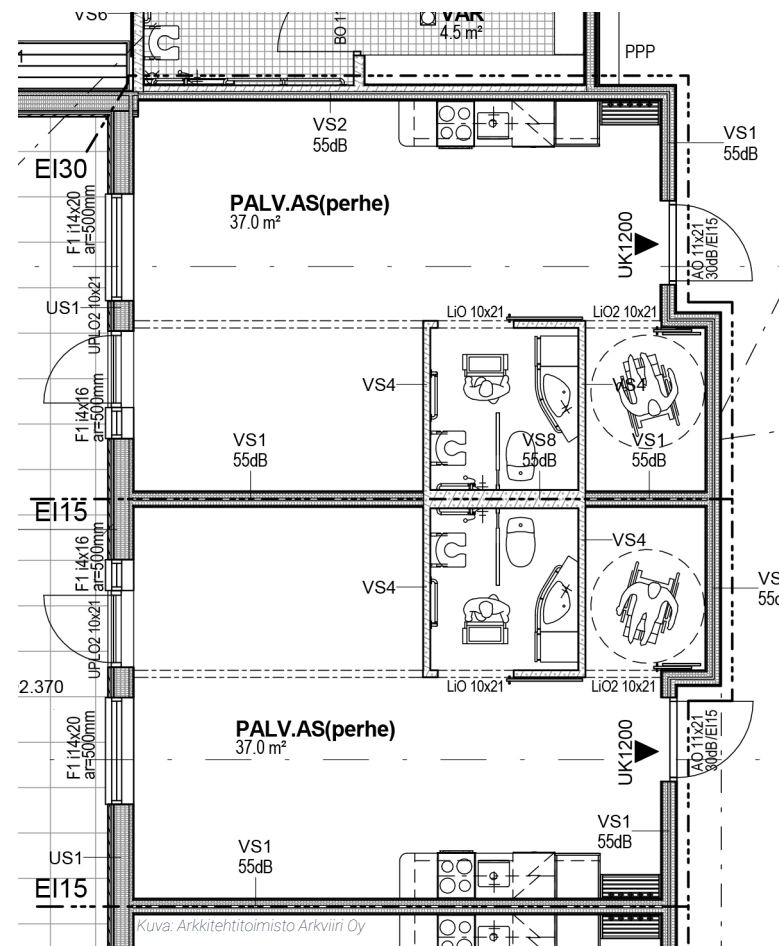 VS6
BO 1
VAR
4.5 m²
PPP
VS2
55dB
VS1
55dB
EI30
PALV.AS(perhe)
37.0 m²
F1 i14x20
ar=500mm
UK1200
AO 11x21
30dB/EI15
US1
UPLO2 10x21
LiO 10x21
LiO2 10x21
VS4
VS4
F1 i4x16
ar=500mm
VS1
55dB
VS8
55dB
VS1
55dB
EI15
F1 i4x16
ar=500mm
VS4
VS4
VS
55d
UPLO2 10x21
2.370
LiO 10x21
LiO2 10x21
F1 i14x20
ar=500mm
PALV.AS(perhe)
37.0 m²
UK1200
AO 11x21
30dB/EI15
VS1
55dB
US1
VS1
55dB
EI15
Kuva: Arkkitehtitoimisto Arkviiri Oy